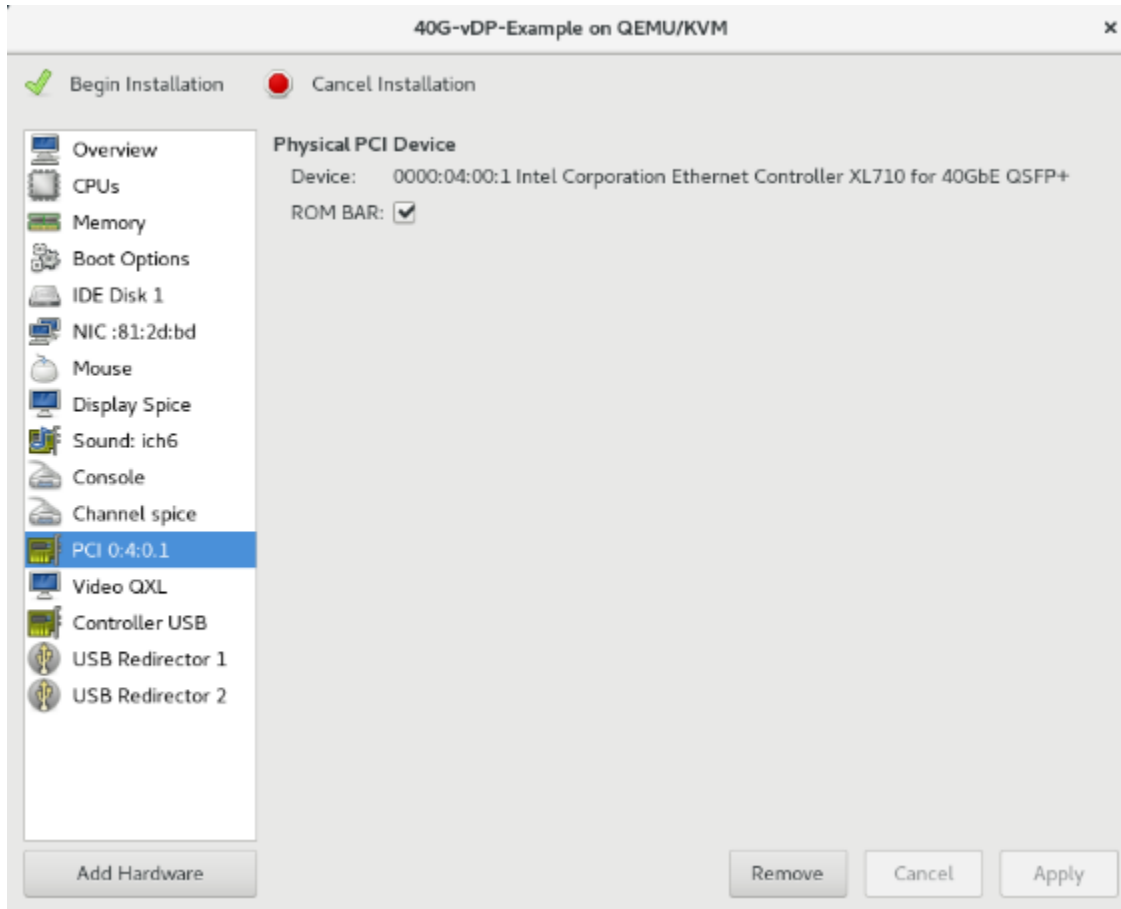 40G-vDP-Example on QEMU/KVM
Begin Installation
Cancel Installation
Overview
CPUs
Memory
Boot Options
IDE Disk 1
NIC :81:2d:bd
Mouse
Display Spice
Sound: ich6
Console
Channel spice
PCI 0:4:0.1
Video QXL
Controller USB
USB Redirector 1
USB Redirector 2
Add Hardware
Physical PCI Device
Device: 0000:04:00:1 Intel Corporation Ethernet Controller XL710 for 40GbE QSFP+
ROM BAR:
Remove
Cancel
Apply